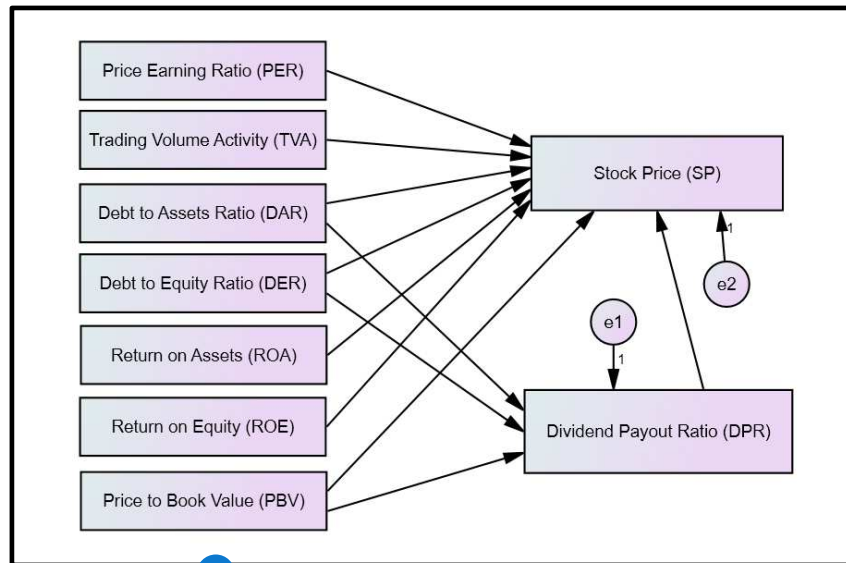 Price Earning Ratio (PER)
Trading Volume Activity (TVA)
Debt to Assets Ratio (DAR)
Debt to Equity Ratio (DER)
Return on Assets (ROA)
Return on Equity (ROE)
Price to Book Value (PBV)
Stock Price (SP)
1
e2
e1
1
Dividend Payout Ratio (DPR)